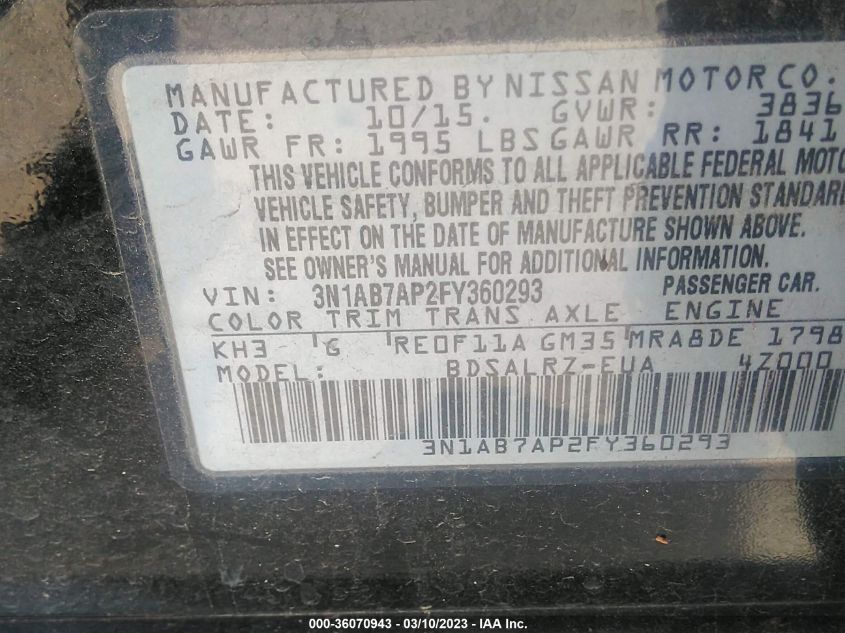 MANUFACTURED BY NISSAN MOTOR CO.
DATE: 10/15. GVWR: 3836
GAWR FR: 1995 LBS GAWR RR: 1841
THIS VEHICLE CONFORMS TO ALL APPLICABLE FEDERAL MOTO
VEHICLE SAFETY, BUMPER AND THEFT PREVENTION STANDARD
IN EFFECT ON THE DATE OF MANUFACTURE SHOWN ABOVE.
SEE OWNER'S MANUAL FOR ADDITIONAL INFORMATION.
VIN: 3N1AB7AP2FY360293 PASSENGER CAR.
COLOR TRIM TRANS AXLE ENGINE
KH3 G RE0F11A GM35 MRA8DE 1798
MODEL: BDSALRZ-EUA 4Z000
3N1AB7AP2FY360293
000-36070943 - 03/10/2023 - IAA Inc.